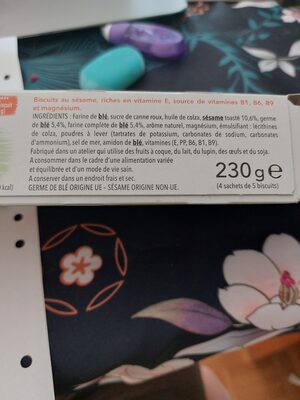 Biscuits au sésame, riches en vitamine E, source de vitamines B1, B6, B9
et magnésium.
INGRÉDIENTS : Farine de blé, sucre de canne roux, huile de colza, sésame toasté 10,6%, germe
de blé 5,4%, farine complète de blé 5,4%, arôme naturel, magnésium, émulsifiant : lécithines
de colza, poudres à lever (tartrates de potassium, carbonates de sodium, carbonates
d'ammonium), sel de mer, amidon de blé, vitamines (E, PP, B6, B1, B9).
Fabriqué dans un atelier qui utilise des fruits à coque, du lait, du lupin, des œufs et du soja.
A consommer dans le cadre d'une alimentation variée
et équilibrée et d'un mode de vie sain.
A conserver dans un endroit frais et sec.
GERME DE BLÉ ORIGINE UE - SÉSAME ORIGINE NON-UE.
230g e
(4 sachets de 5 biscuits)
kcal)